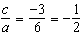 c/a = -3/6 = -1/2